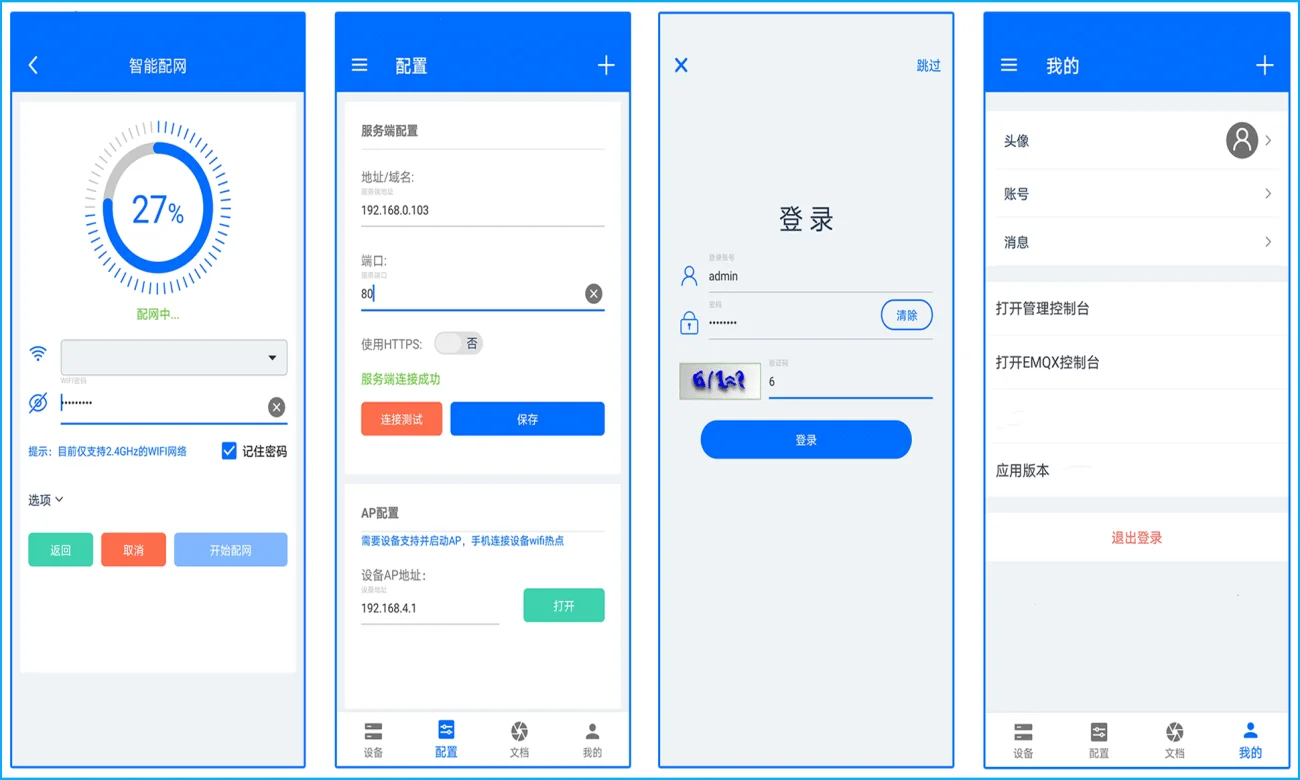 智能配网
27%
配网中...
WIFI密码
•••••••••
提示：目前仅支持2.4GHz的WIFI网络
记住密码
选项
返回
取消
开始配网
配置
服务端配置
地址/域名:
服务端地址
192.168.0.103
端口:
服务端口
80
使用HTTPS:
否
服务端连接成功
连接测试
保存
AP配置
需要设备支持并启动AP，手机连接设备wifi热点
设备AP地址：
设备地址
192.168.4.1
打开
设备
配置
文档
我的
跳过
登录
登录账号
admin
密码
••••••••
清除
验证码
6/1=?
6
登录
我的
头像
账号
消息
打开管理控制台
打开EMQX控制台
应用版本
退出登录
设备
配置
文档
我的